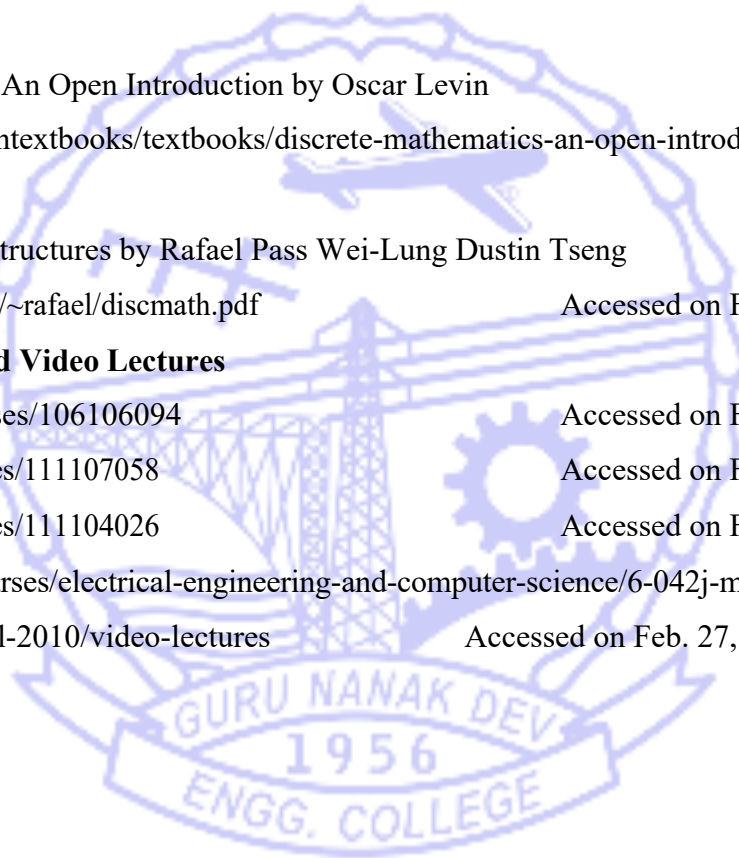 An Open Introduction by Oscar Levin
ntextbooks/textbooks/discrete-mathematics-an-open-introd
tructures by Rafael Pass Wei-Lung Dustin Tseng
/~rafael/discmath.pdf Accessed on F
d Video Lectures
ses/106106094 Accessed on F
es/111107058 Accessed on F
es/111104026 Accessed on F
urses/electrical-engineering-and-computer-science/6-042j-m
l-2010/video-lectures Accessed on Feb. 27,
GURU NANAK DEV
1956
ENGG. COLLEGE